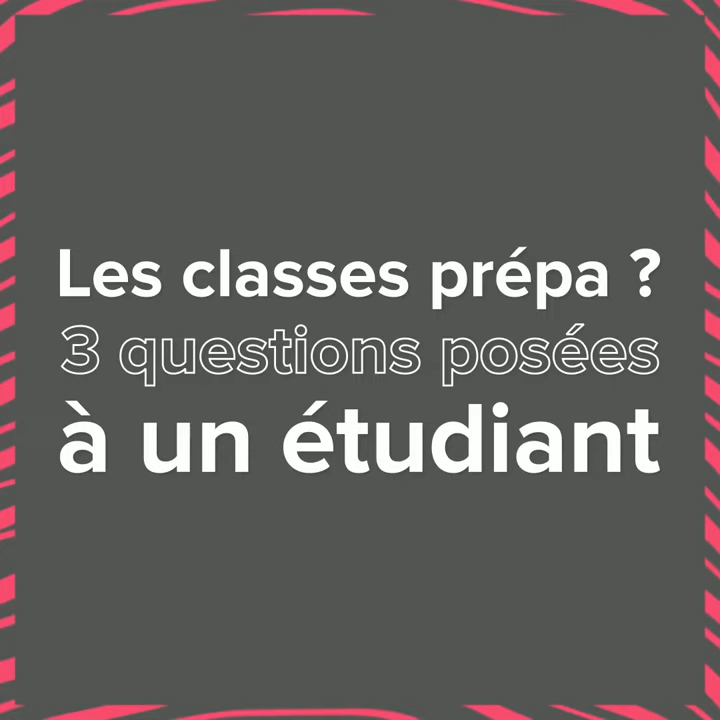 Les classes prépa ?
3 questions posées
à un étudiant